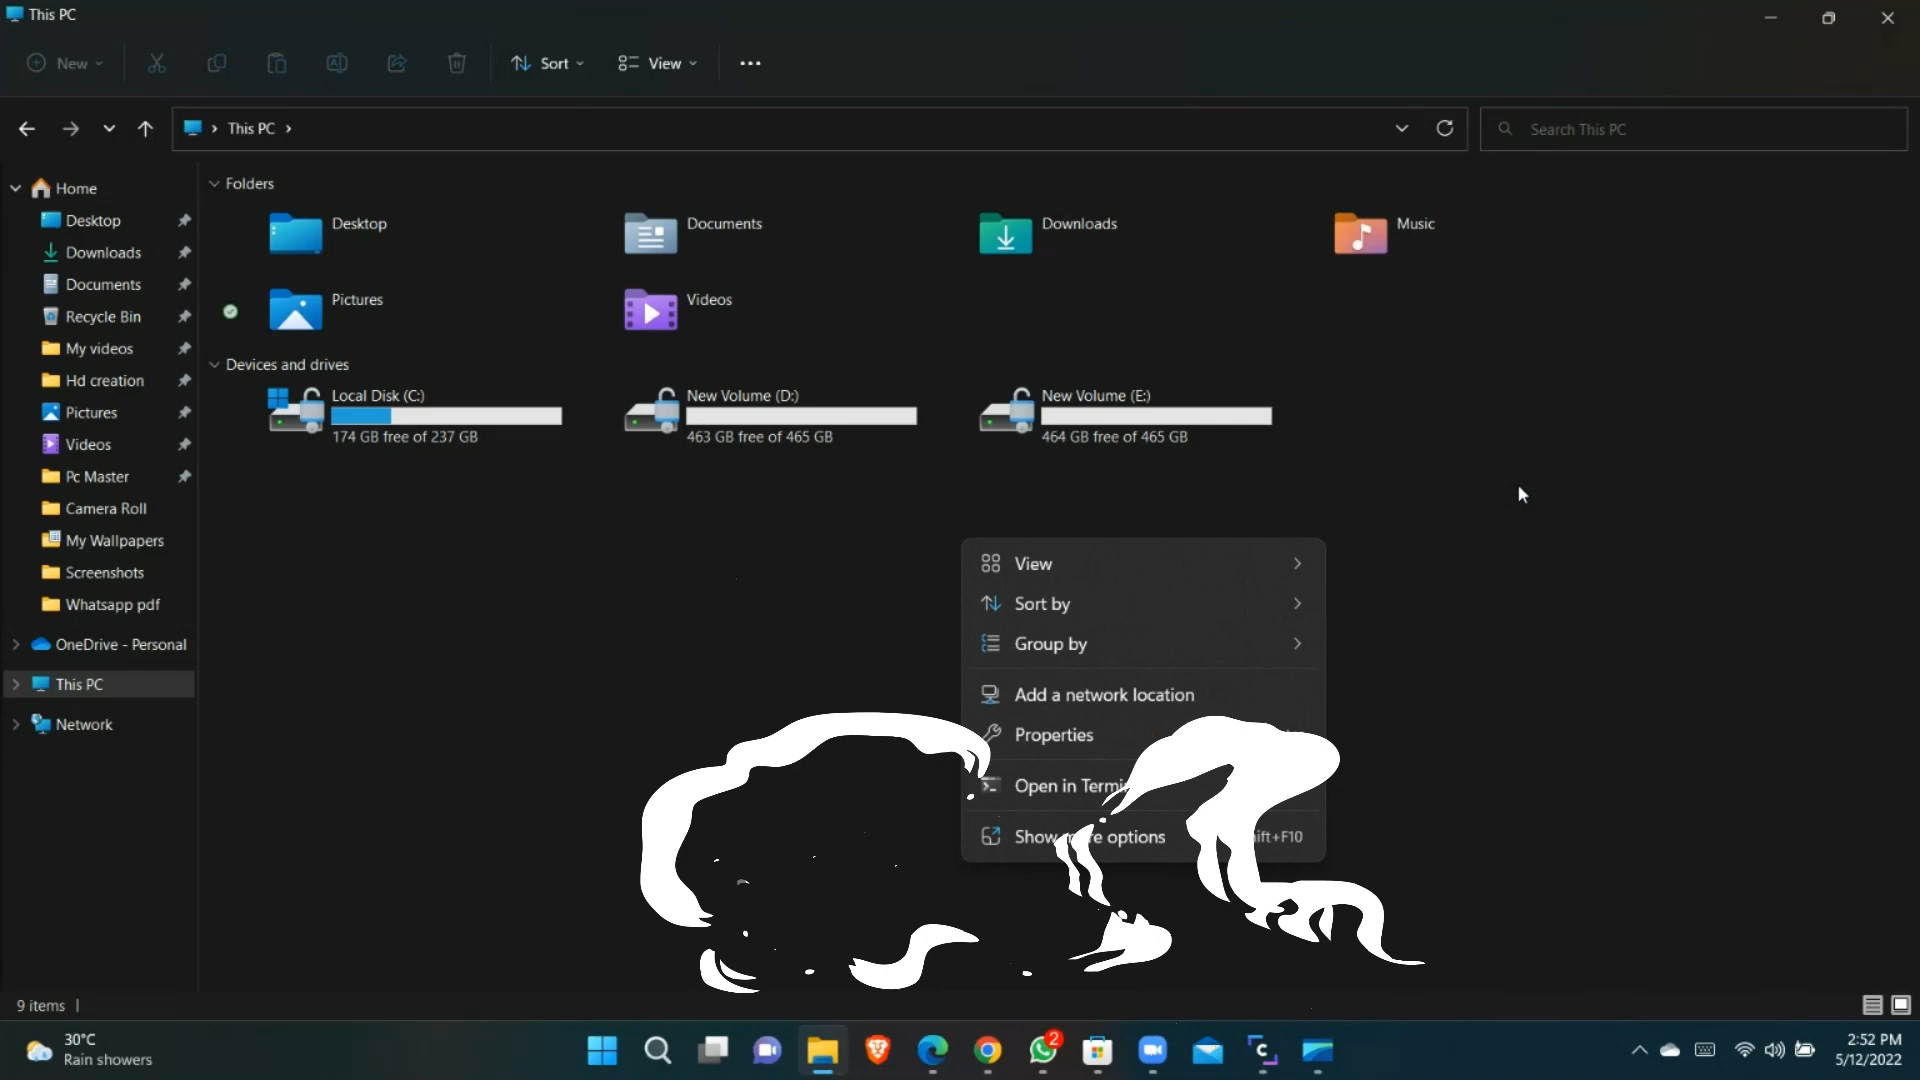 This PC
New
Sort
View
This PC
Search This PC
Home
Desktop
Downloads
Documents
Recycle Bin
My videos
Hd creation
Pictures
Videos
Pc Master
Camera Roll
My Wallpapers
Screenshots
Whatsapp pdf
OneDrive - Personal
This PC
Network
Folders
Desktop
Documents
Downloads
Music
Pictures
Videos
Devices and drives
Local Disk (C:)
174 GB free of 237 GB
New Volume (D:)
463 GB free of 465 GB
New Volume (E:)
464 GB free of 465 GB
View
Sort by
Group by
Add a network location
Properties
Open in
Show options
9 items
30°C
Rain showers
2
2:52 PM
5/12/2022